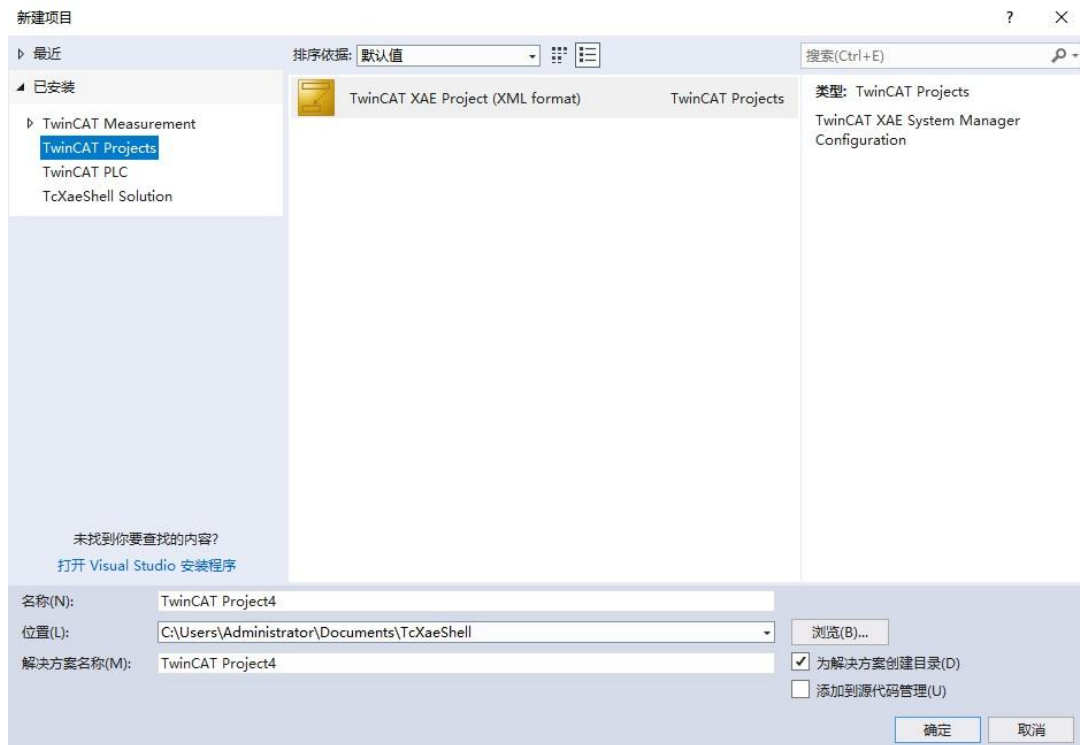 新建项目
?
最近
排序依据: 默认值
搜索(Ctrl+E)
已安装
TwinCAT Measurement
TwinCAT Projects
TwinCAT PLC
TcXaeShell Solution
TwinCAT XAE Project (XML format) TwinCAT Projects
类型: TwinCAT Projects
TwinCAT XAE System Manager
Configuration
未找到你要查找的内容?
打开 Visual Studio 安装程序
名称(N): TwinCAT Project4
位置(L): C:\Users\Administrator\Documents\TcXaeShell 浏览(B)...
解决方案名称(M): TwinCAT Project4
为解决方案创建目录(D)
添加到源代码管理(U)
确定 取消